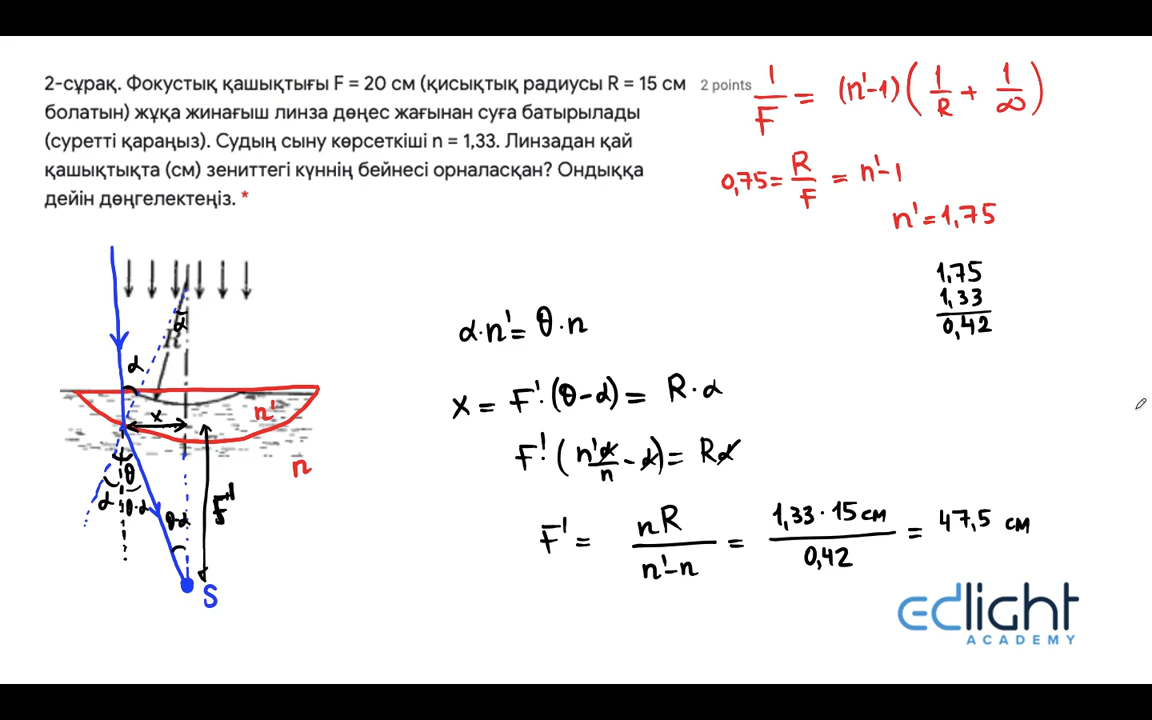 2-сұрақ. Фокустық қашықтығы F = 20 см (қисықтық радиусы R = 15 см
болатын) жұқа жинағыш линза дөңес жағынан суға батырылады
(суретті қараңыз). Судың сыну көрсеткіші n = 1,33. Линзадан қай
қашықтықта (см) зениттегі күннің бейнесі орналасқан? Ондыққа
дейін дөңгелектеңіз. *
2 points
1/F = (n'-1)(1/R + 1/∞)
0,75 = R/F = n'-1
n' = 1,75
1,75
1,33
0,42
α·n' = θ·n
x = F'·(θ-α) = R·α
F'(n'α/n - α) = Rα
F' = nR/(n'-n) = 1,33·15см/0,42 = 47,5 см
α
R
α
x
n'
n
θ
α
θ-α
θ-α
F'
S
edlight
ACADEMY